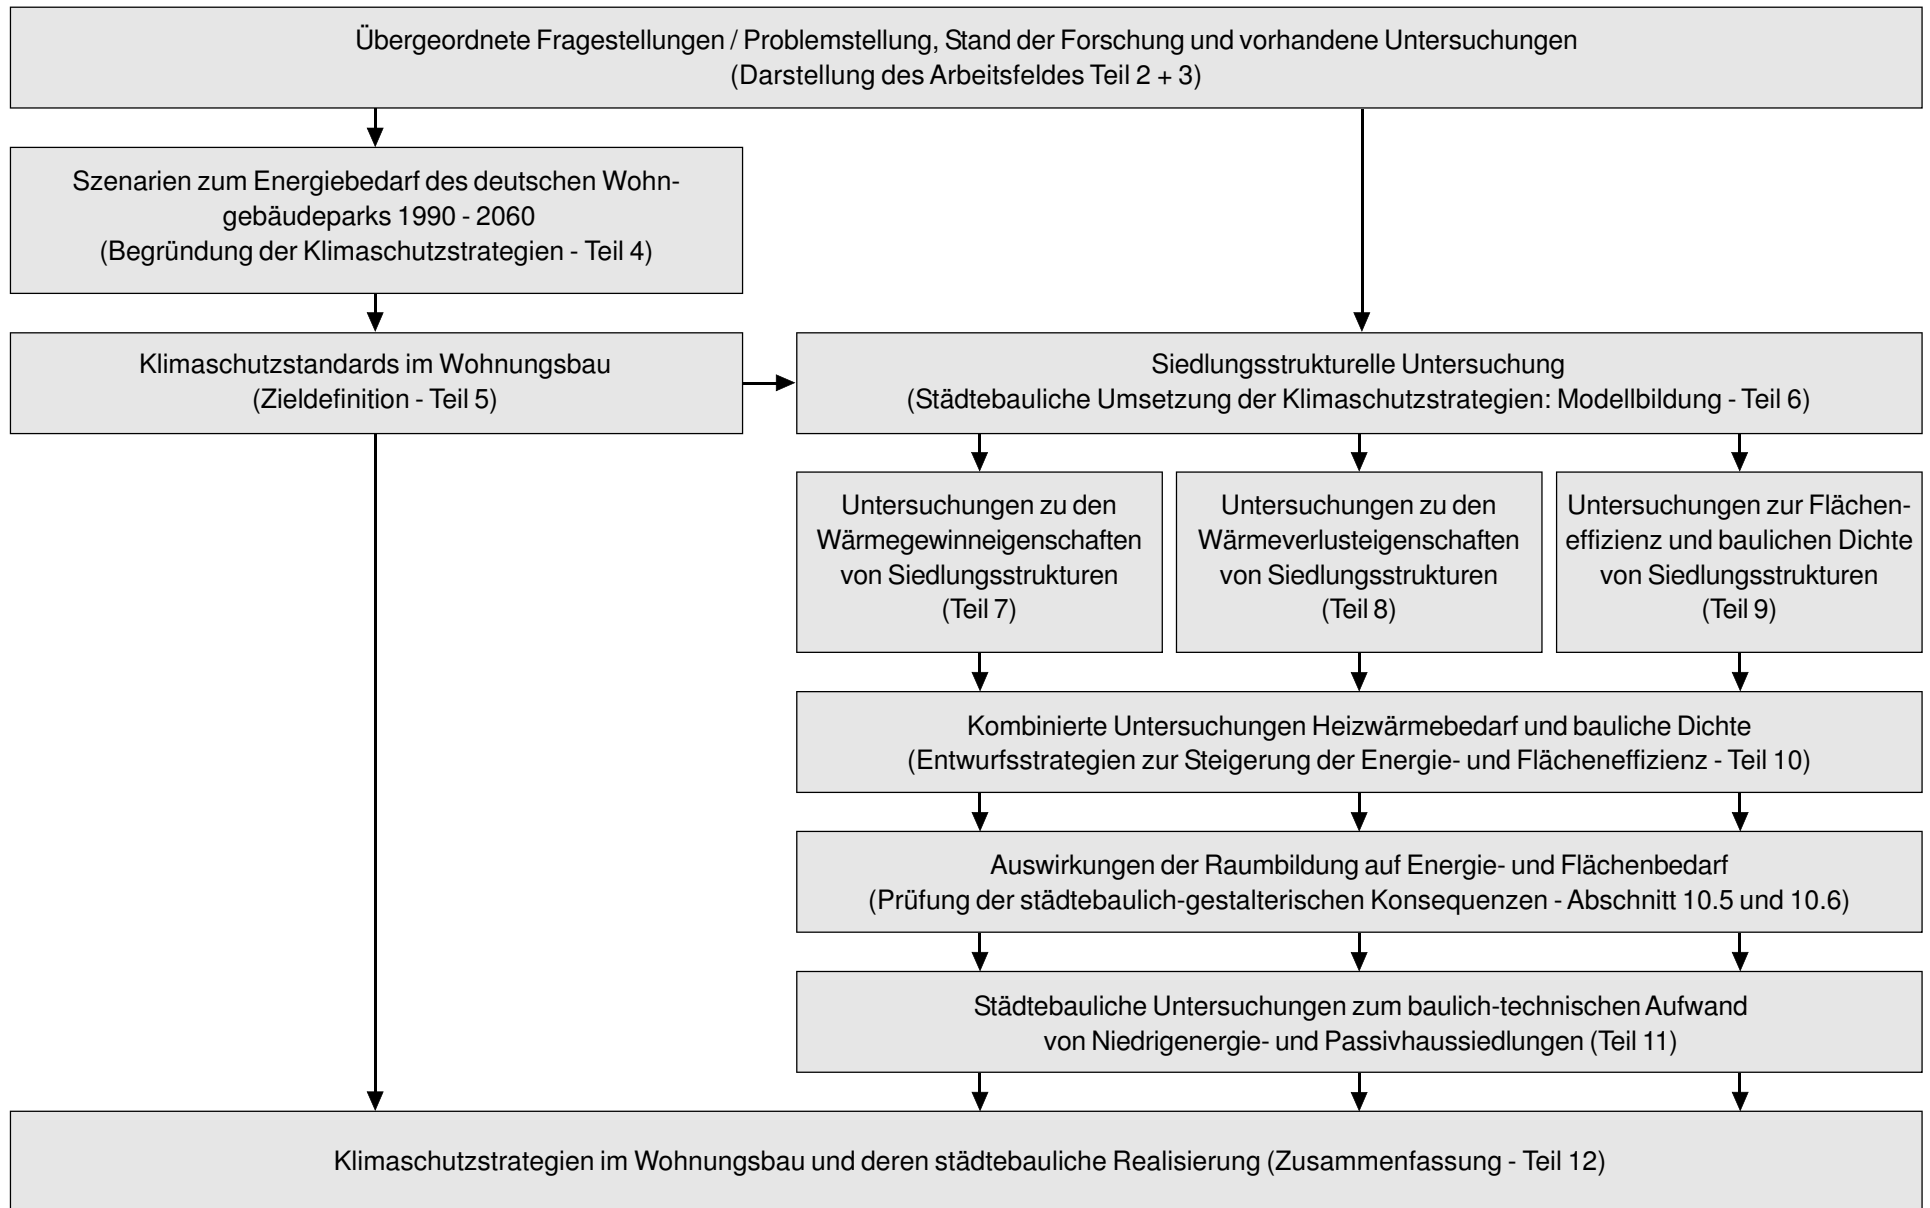 Übergeordnete Fragestellungen / Problemstellung, Stand der Forschung und vorhandene Untersuchungen
(Darstellung des Arbeitsfeldes Teil 2 + 3)
Szenarien zum Energiebedarf des deutschen Wohn-
gebäudeparks 1990 - 2060
(Begründung der Klimaschutzstrategien - Teil 4)
Klimaschutzstandards im Wohnungsbau
(Zieldefinition - Teil 5)
Siedlungsstrukturelle Untersuchung
(Städtebauliche Umsetzung der Klimaschutzstrategien: Modellbildung - Teil 6)
Untersuchungen zu den
Wärmegewinneigenschaften
von Siedlungsstrukturen
(Teil 7)
Untersuchungen zu den
Wärmeverlusteigenschaften
von Siedlungsstrukturen
(Teil 8)
Untersuchungen zur Flächen-
effizienz und baulichen Dichte
von Siedlungsstrukturen
(Teil 9)
Kombinierte Untersuchungen Heizwärmebedarf und bauliche Dichte
(Entwurfsstrategien zur Steigerung der Energie- und Flächeneffizienz - Teil 10)
Auswirkungen der Raumbildung auf Energie- und Flächenbedarf
(Prüfung der städtebaulich-gestalterischen Konsequenzen - Abschnitt 10.5 und 10.6)
Städtebauliche Untersuchungen zum baulich-technischen Aufwand
von Niedrigenergie- und Passivhaussiedlungen (Teil 11)
Klimaschutzstrategien im Wohnungsbau und deren städtebauliche Realisierung (Zusammenfassung - Teil 12)